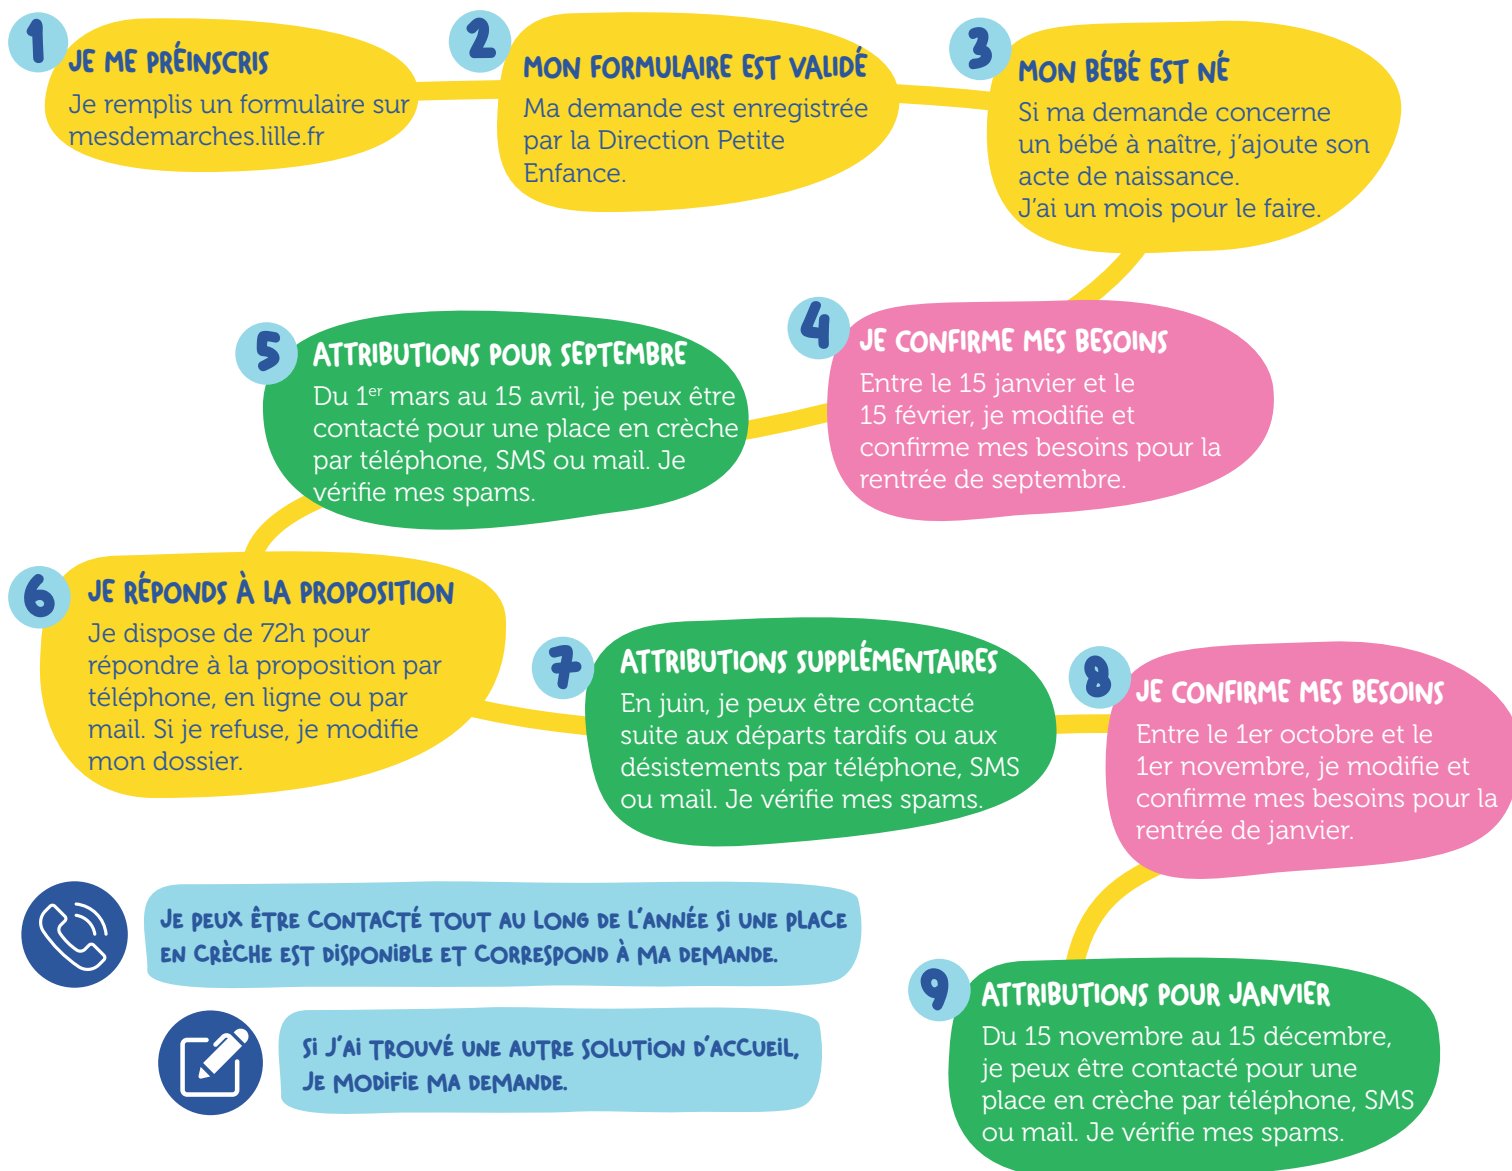 1
JE ME PRÉINSCRIS
Je remplis un formulaire sur
mesdemarches.lille.fr
2
MON FORMULAIRE EST VALIDÉ
Ma demande est enregistrée
par la Direction Petite
Enfance.
3
MON BÉBÉ EST NÉ
Si ma demande concerne
un bébé à naître, j'ajoute son
acte de naissance.
J'ai un mois pour le faire.
4
JE CONFIRME MES BESOINS
Entre le 15 janvier et le
15 février, je modifie et
confirme mes besoins pour la
rentrée de septembre.
5
ATTRIBUTIONS POUR SEPTEMBRE
Du 1er mars au 15 avril, je peux être
contacté pour une place en crèche
par téléphone, SMS ou mail. Je
vérifie mes spams.
6
JE RÉPONDS À LA PROPOSITION
Je dispose de 72h pour
répondre à la proposition par
téléphone, en ligne ou par
mail. Si je refuse, je modifie
mon dossier.
7
ATTRIBUTIONS SUPPLÉMENTAIRES
En juin, je peux être contacté
suite aux départs tardifs ou aux
désistements par téléphone, SMS
ou mail. Je vérifie mes spams.
8
JE CONFIRME MES BESOINS
Entre le 1er octobre et le
1er novembre, je modifie et
confirme mes besoins pour la
rentrée de janvier.
9
ATTRIBUTIONS POUR JANVIER
Du 15 novembre au 15 décembre,
je peux être contacté pour une
place en crèche par téléphone, SMS
ou mail. Je vérifie mes spams.
JE PEUX ÊTRE CONTACTÉ TOUT AU LONG DE L'ANNÉE SI UNE PLACE
EN CRÈCHE EST DISPONIBLE ET CORRESPOND À MA DEMANDE.
SI J'AI TROUVÉ UNE AUTRE SOLUTION D'ACCUEIL,
JE MODIFIE MA DEMANDE.